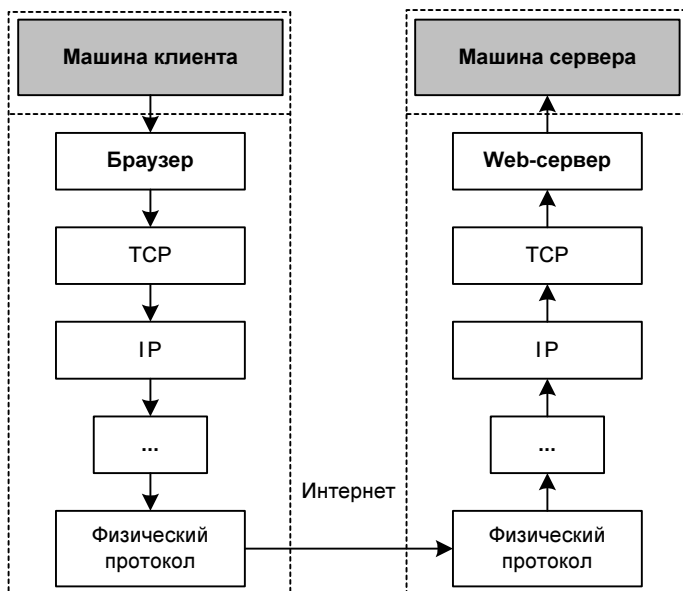 Машина клиента
Браузер
TCP
IP
...
Физический
протокол
Интернет
Машина сервера
Web-сервер
TCP
IP
...
Физический
протокол